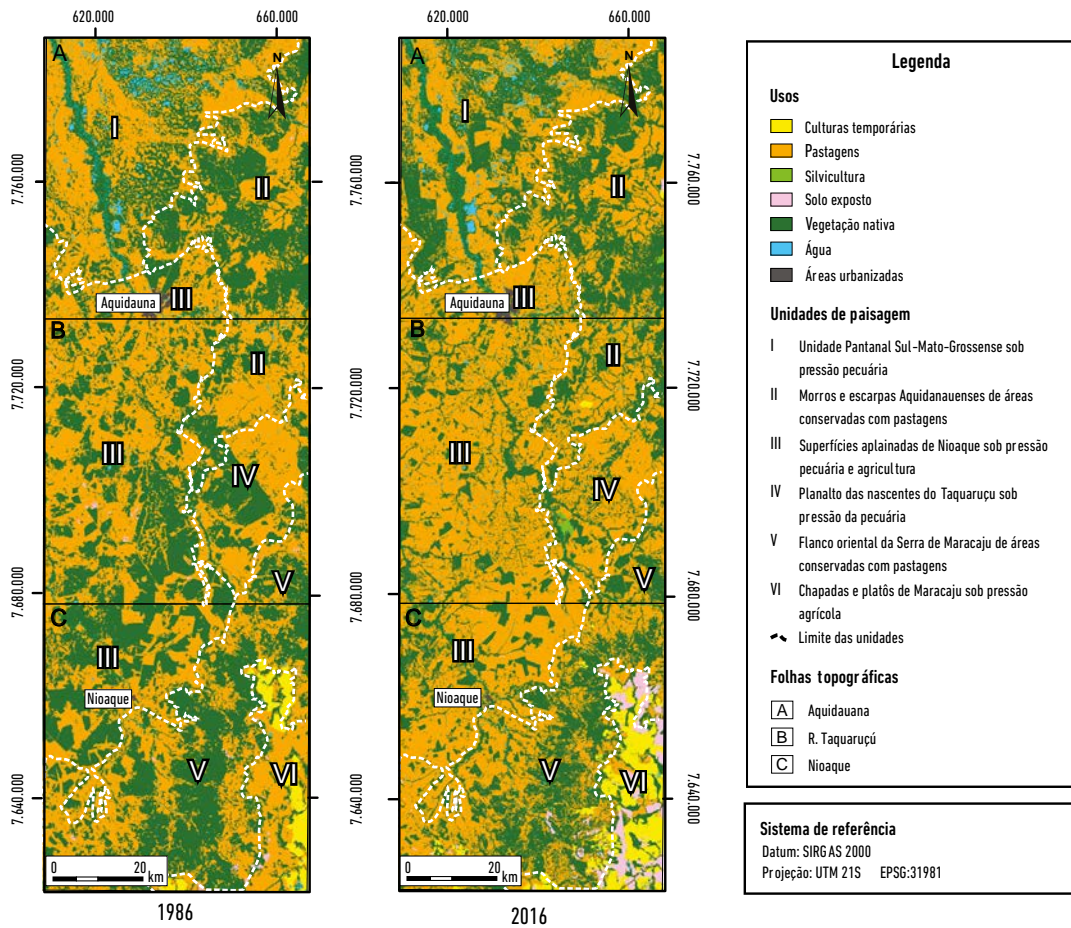 620.000
660.000
A
N
I
II
7.760.000
Aquidauna
III
B
II
7.720.000
III
IV
V
7.680.000
C
III
Nioaque
V
VI
7.640.000
0
20
km
1986
620.000
660.000
A
N
I
II
7.760.000
Aquidauna
III
B
II
7.720.000
III
IV
V
7.680.000
C
III
Nioaque
V
VI
7.640.000
0
20
km
2016
Legenda
Usos
Culturas temporárias
Pastagens
Silvicultura
Solo exposto
Vegetação nativa
Água
Áreas urbanizadas
Unidades de paisagem
I Unidade Pantanal Sul-Mato-Grossense sob
pressão pecuária
II Morros e escarpas Aquidanauenses de áreas
conservadas com pastagens
III Superfícies aplainadas de Nioaque sob pressão
pecuária e agricultura
IV Planalto das nascentes do Taquaruçu sob
pressão da pecuária
V Flanco oriental da Serra de Maracaju de áreas
conservadas com pastagens
VI Chapadas e platôs de Maracaju sob pressão
agrícola
Limite das unidades
Folhas topográficas
A Aquidauana
B R. Taquaruçú
C Nioaque
Sistema de referência
Datum: SIRGAS 2000
Projeção: UTM 21S EPSG:31981